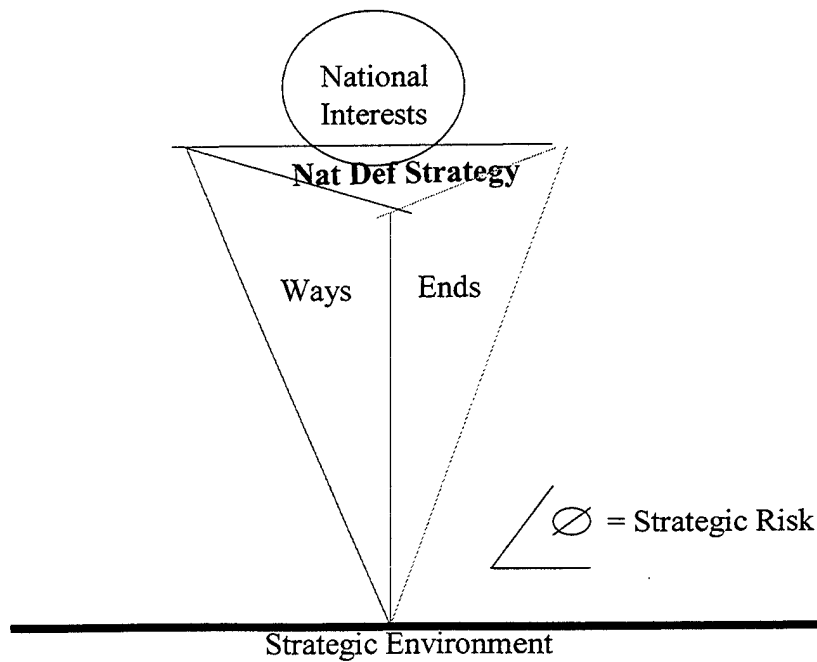 National
Interests
Nat Def Strategy
Ways
Ends
∅ = Strategic Risk
Strategic Environment